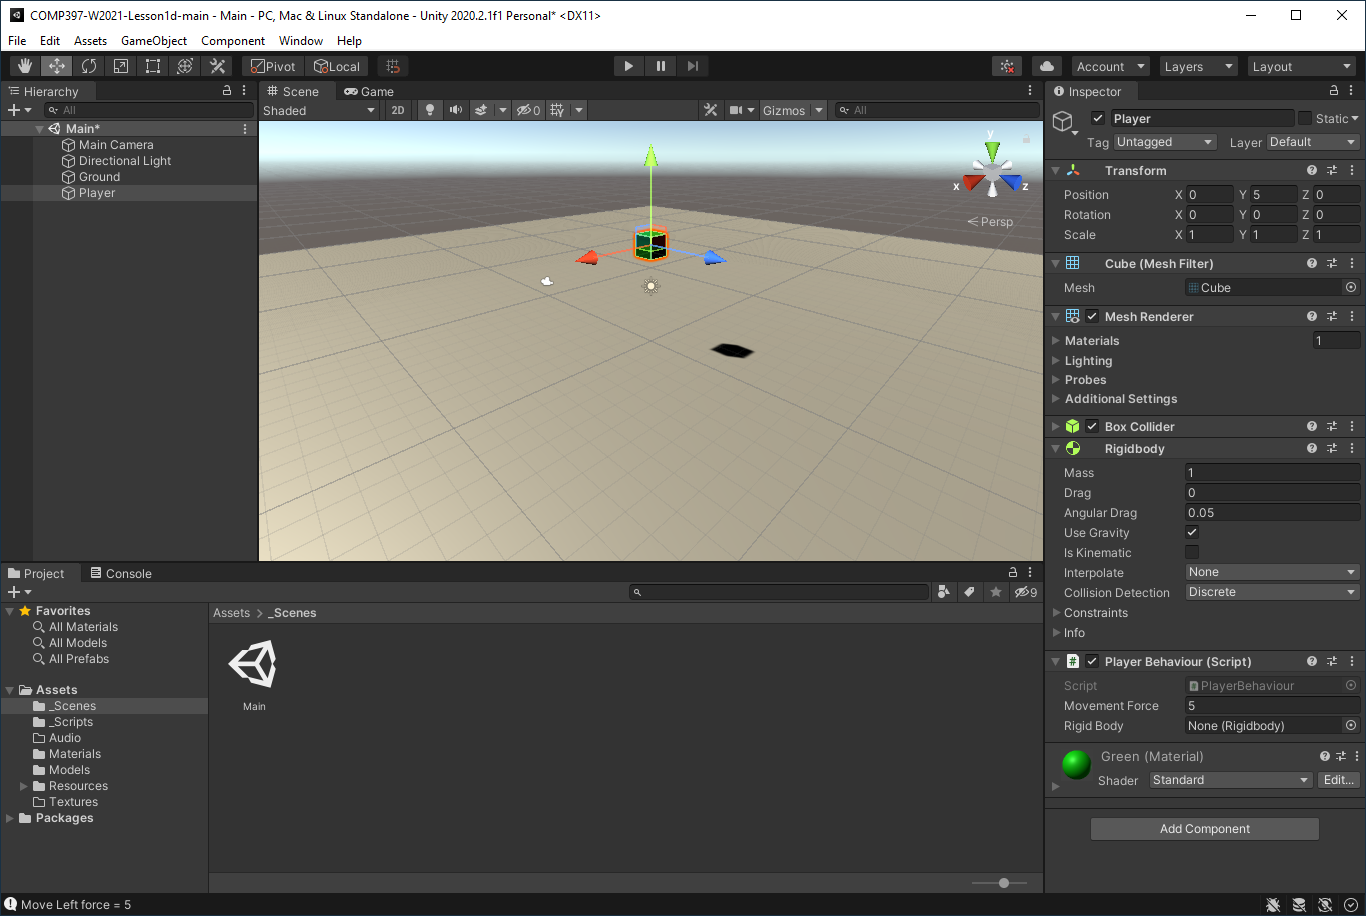 COMP397-W2021-Lesson1d-main - Main - PC, Mac & Linux Standalone - Unity 2020.2.1f1 Personal* <DX11>
File Edit Assets GameObject Component Window Help
Pivot Local Account Layers Layout
Hierarchy
All
Main*
Main Camera
Directional Light
Ground
Player
Scene Game
Shaded 2D 0 Gizmos All
y
x z
Persp
Inspector
Player Static
Tag Untagged Layer Default
Transform
Position X 0 Y 5 Z 0
Rotation X 0 Y 0 Z 0
Scale X 1 Y 1 Z 1
Cube (Mesh Filter)
Mesh Cube
Mesh Renderer
Materials 1
Lighting
Probes
Additional Settings
Box Collider
Rigidbody
Mass 1
Drag 0
Angular Drag 0.05
Use Gravity
Is Kinematic
Interpolate None
Collision Detection Discrete
Constraints
Info
# Player Behaviour (Script)
Script PlayerBehaviour
Movement Force 5
Rigid Body None (Rigidbody)
Green (Material)
Shader Standard Edit...
Add Component
Project Console
9
Favorites
All Materials
All Models
All Prefabs
Assets
_Scenes
_Scripts
Audio
Materials
Models
Resources
Textures
Packages
Assets > _Scenes
Main
Move Left force = 5